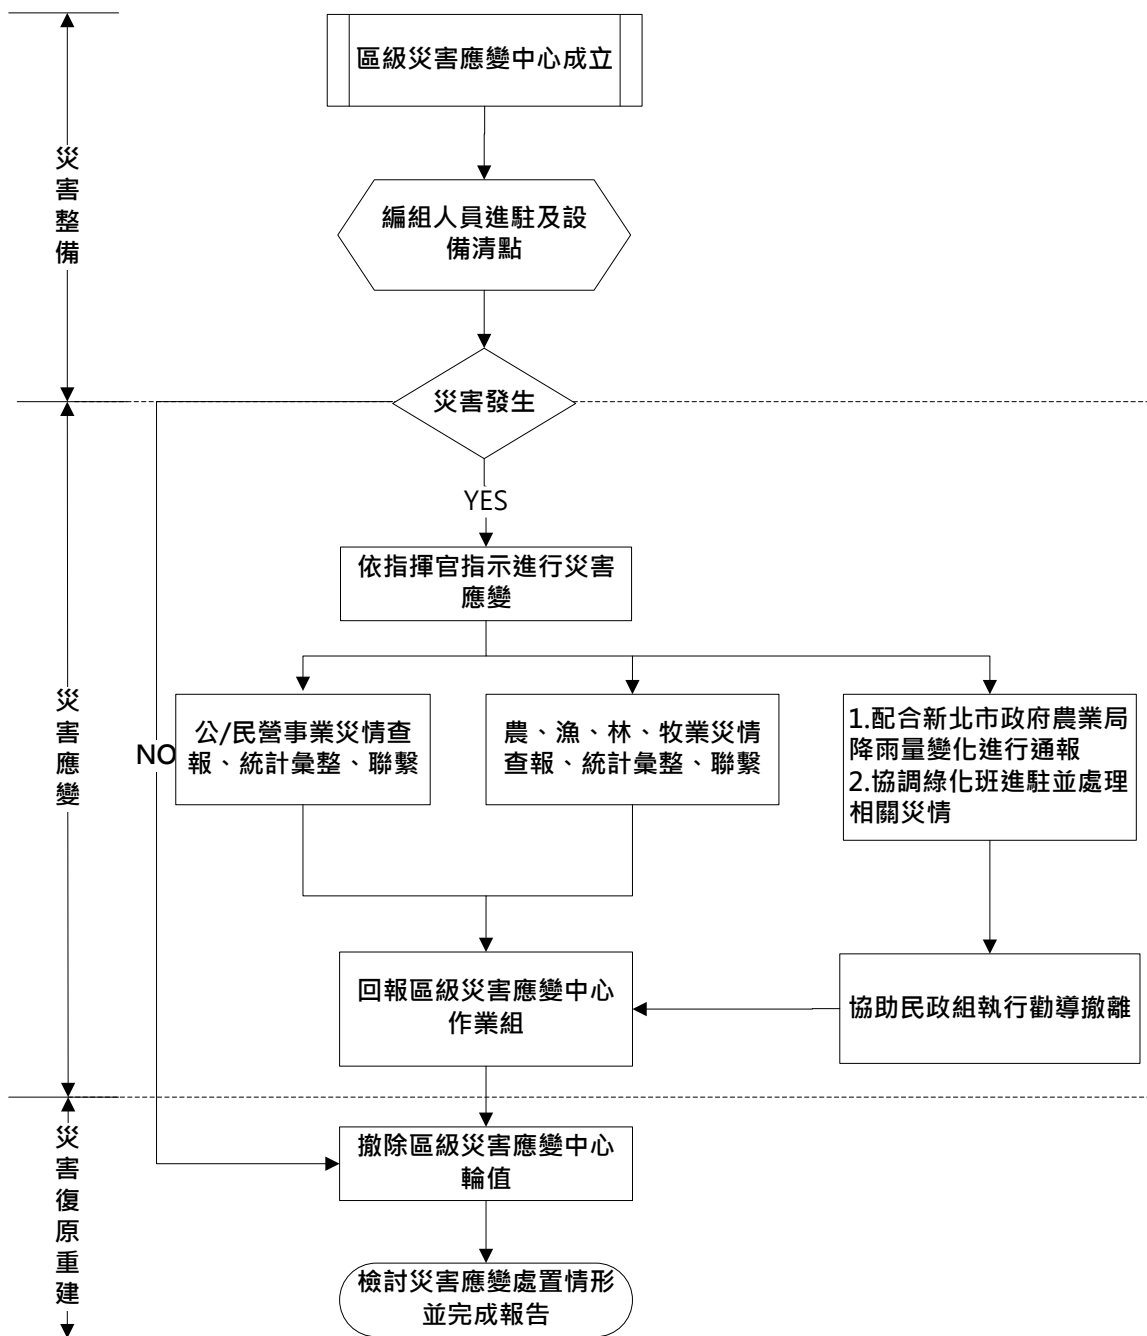 區級災害應變中心成立
災害整備
編組人員進駐及設
備清點
災害發生
YES
依指揮官指示進行災害
應變
災害應變
NO
公/民營事業災情查
報、統計彙整、聯繫
農、漁、林、牧業災情
查報、統計彙整、聯繫
1.配合新北市政府農業局
降雨量變化進行通報
2.協調綠化班進駐並處理
相關災情
回報區級災害應變中心
作業組
協助民政組執行勸導撤離
災害復原重建
撤除區級災害應變中心
輪值
檢討災害應變處置情形
並完成報告